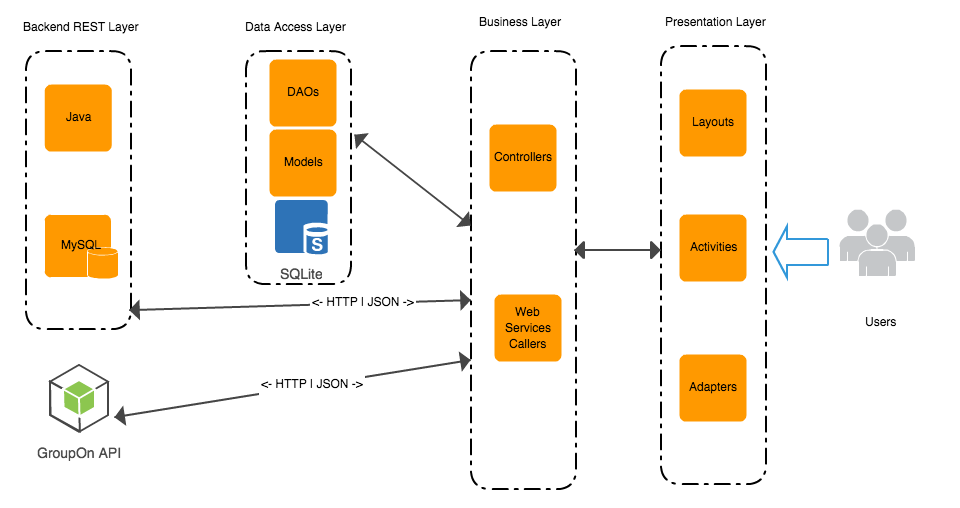 Backend REST Layer
Data Access Layer
Business Layer
Presentation Layer
Java
MySQL
DAOs
Models
S
SQLite
Controllers
Web
Services
Callers
Layouts
Activities
Adapters
Users
<- HTTP | JSON ->
<- HTTP | JSON ->
GroupOn API